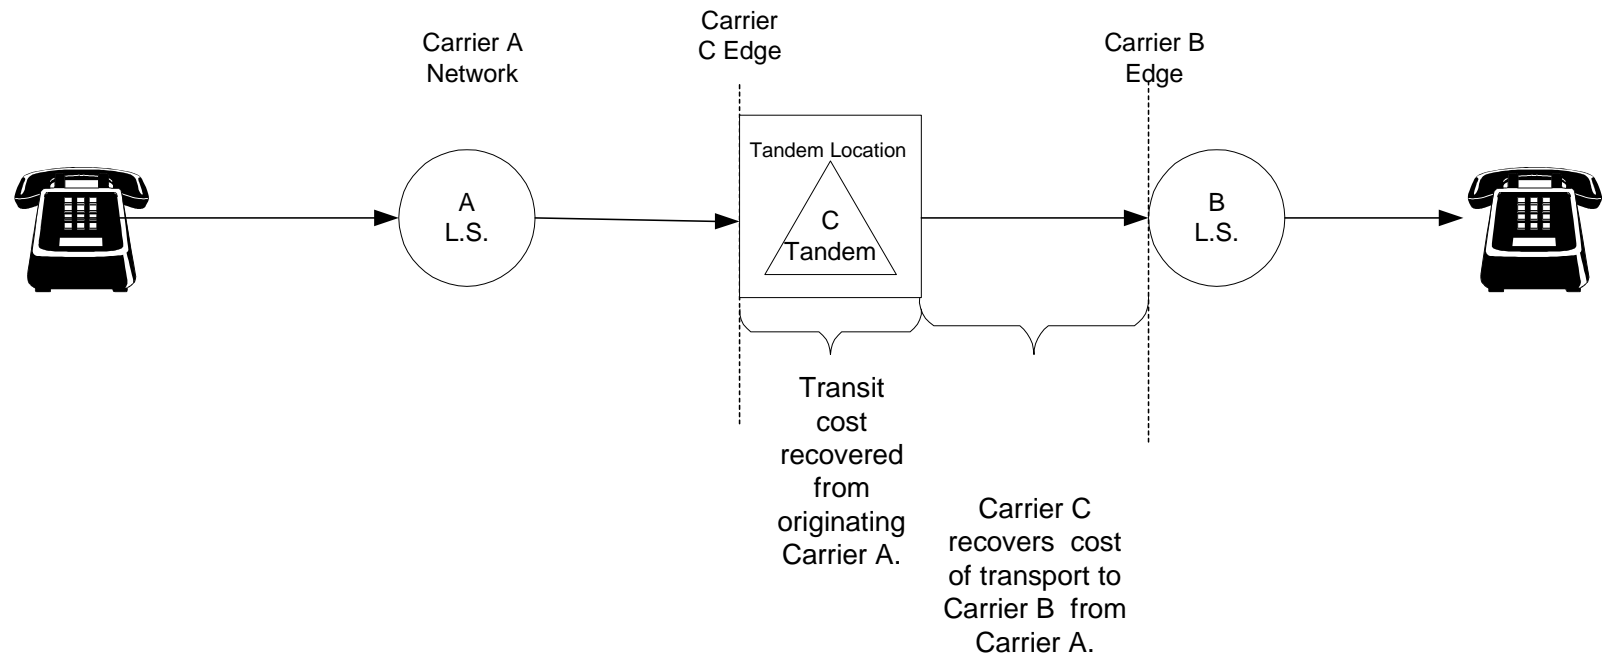 Carrier A
Network
Carrier
C Edge
Carrier B
Edge
Tandem Location
A
L.S.
C
Tandem
B
L.S.
Transit
cost
recovered
from
originating
Carrier A.
Carrier C
recovers cost
of transport to
Carrier B from
Carrier A.